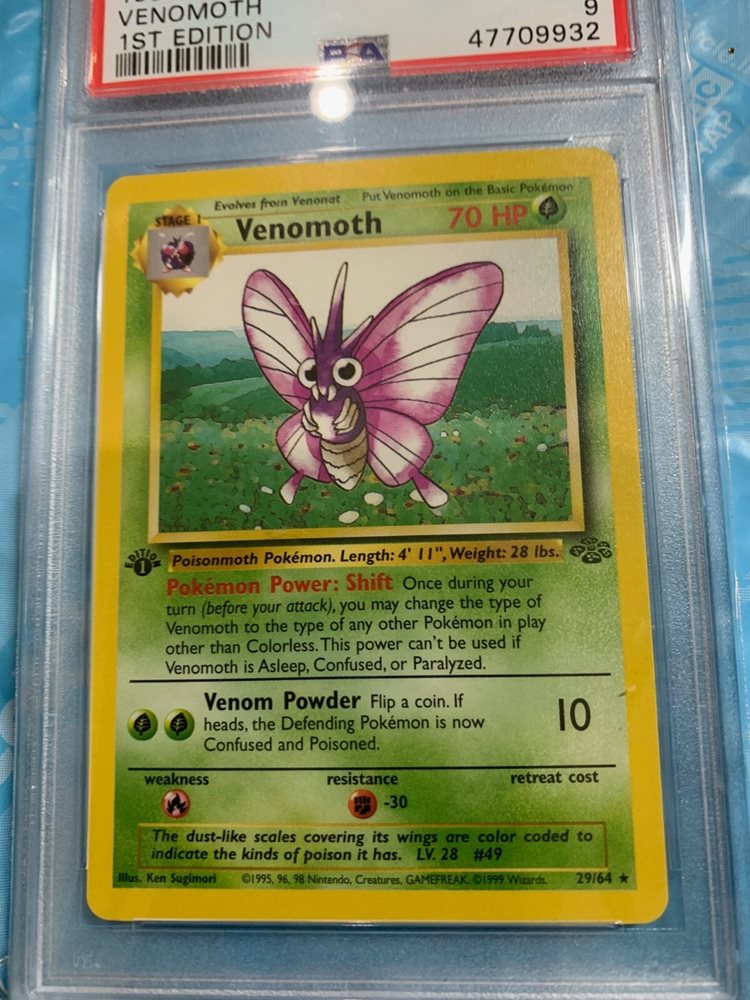 VENOMOTH
9
1ST EDITION
PSA
47709932
Evolves from Venonat
Put Venomoth on the Basic Pokémon
STAGE 1
Venomoth
70 HP
EDITION
1
Poisonmoth Pokémon. Length: 4' 11", Weight: 28 lbs.
Pokémon Power: Shift Once during your
turn (before your attack), you may change the type of
Venomoth to the type of any other Pokémon in play
other than Colorless. This power can't be used if
Venomoth is Asleep, Confused, or Paralyzed.
Venom Powder Flip a coin. If
heads, the Defending Pokémon is now
Confused and Poisoned.
10
weakness
resistance
retreat cost
-30
The dust-like scales covering its wings are color coded to
indicate the kinds of poison it has. LV. 28 #49
Illus. Ken Sugimori
©1995, 96, 98 Nintendo, Creatures, GAMEFREAK. ©1999 Wizards.
29/64 ★